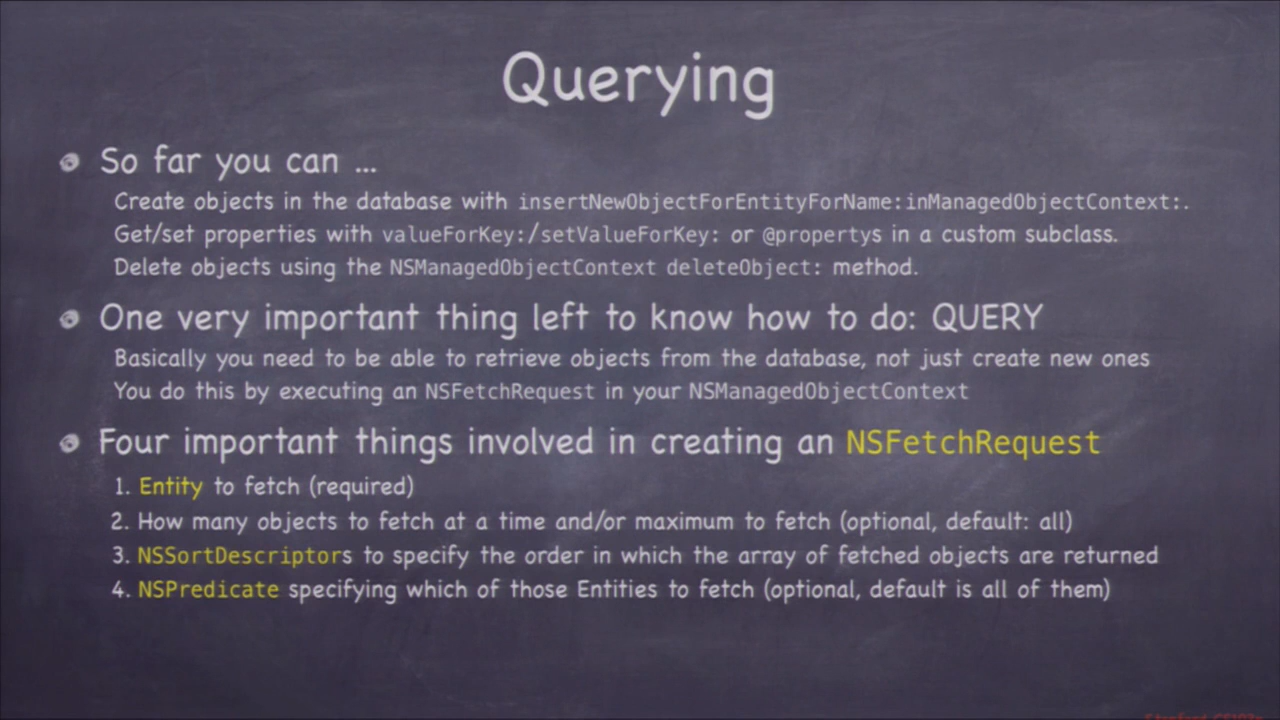 Querying
So far you can ...
Create objects in the database with insertNewObjectForEntityForName:inManagedObjectContext:.
Get/set properties with valueForKey:/setValueForKey: or @propertys in a custom subclass.
Delete objects using the NSManagedObjectContext deleteObject: method.
One very important thing left to know how to do: QUERY
Basically you need to be able to retrieve objects from the database, not just create new ones
You do this by executing an NSFetchRequest in your NSManagedObjectContext
Four important things involved in creating an NSFetchRequest
1. Entity to fetch (required)
2. How many objects to fetch at a time and/or maximum to fetch (optional, default: all)
3. NSSortDescriptors to specify the order in which the array of fetched objects are returned
4. NSPredicate specifying which of those Entities to fetch (optional, default is all of them)